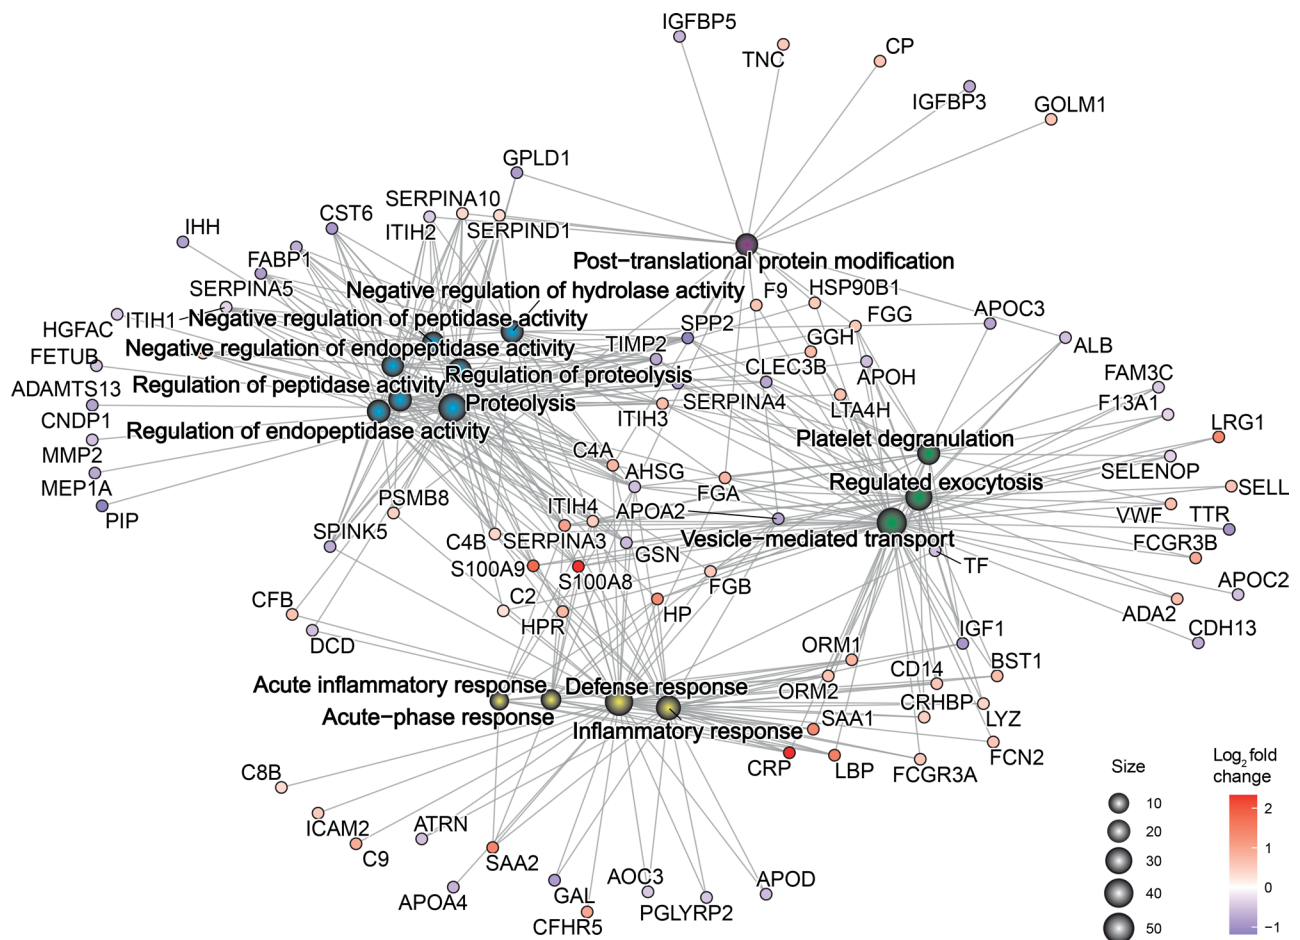 IGFBP5
TNC
CP
IGFBP3
GOLM1
GPLD1
SERPINA10
CST6
ITIH2
SERPIND1
IHH
FABP1
Post−translational protein modification
SERPINA5
Negative regulation of hydrolase activity
F9
HSP90B1
ITIH1
Negative regulation of peptidase activity
FGG
APOC3
HGFAC
SPP2
GGH
ALB
FETUB
Negative regulation of endopeptidase activity
TIMP2
CLEC3B
APOH
FAM3C
ADAMTS13
Regulation of peptidase activity
Regulation of proteolysis
SERPINA4
F13A1
Proteolysis
ITIH3
LTA4H
CNDP1
Regulation of endopeptidase activity
Platelet degranulation
LRG1
MMP2
C4A
AHSG
SELENOP
MEP1A
FGA
Regulated exocytosis
SELL
PIP
PSMB8
ITIH4
APOA2
VWF
TTR
SPINK5
C4B
SERPINA3
GSN
Vesicle−mediated transport
FCGR3B
S100A9
S100A8
FGB
TF
APOC2
CFB
C2
HP
ADA2
HPR
IGF1
CDH13
DCD
ORM1
CD14
BST1
Acute inflammatory response
Defense response
ORM2
CRHBP
LYZ
Acute−phase response
Inflammatory response
SAA1
FCN2
CRP
LBP
FCGR3A
C8B
ICAM2
ATRN
C9
SAA2
APOA4
GAL
AOC3
APOD
CFHR5
PGLYRP2
Size
10
20
30
40
50
Log2 fold
change
2
1
0
−1